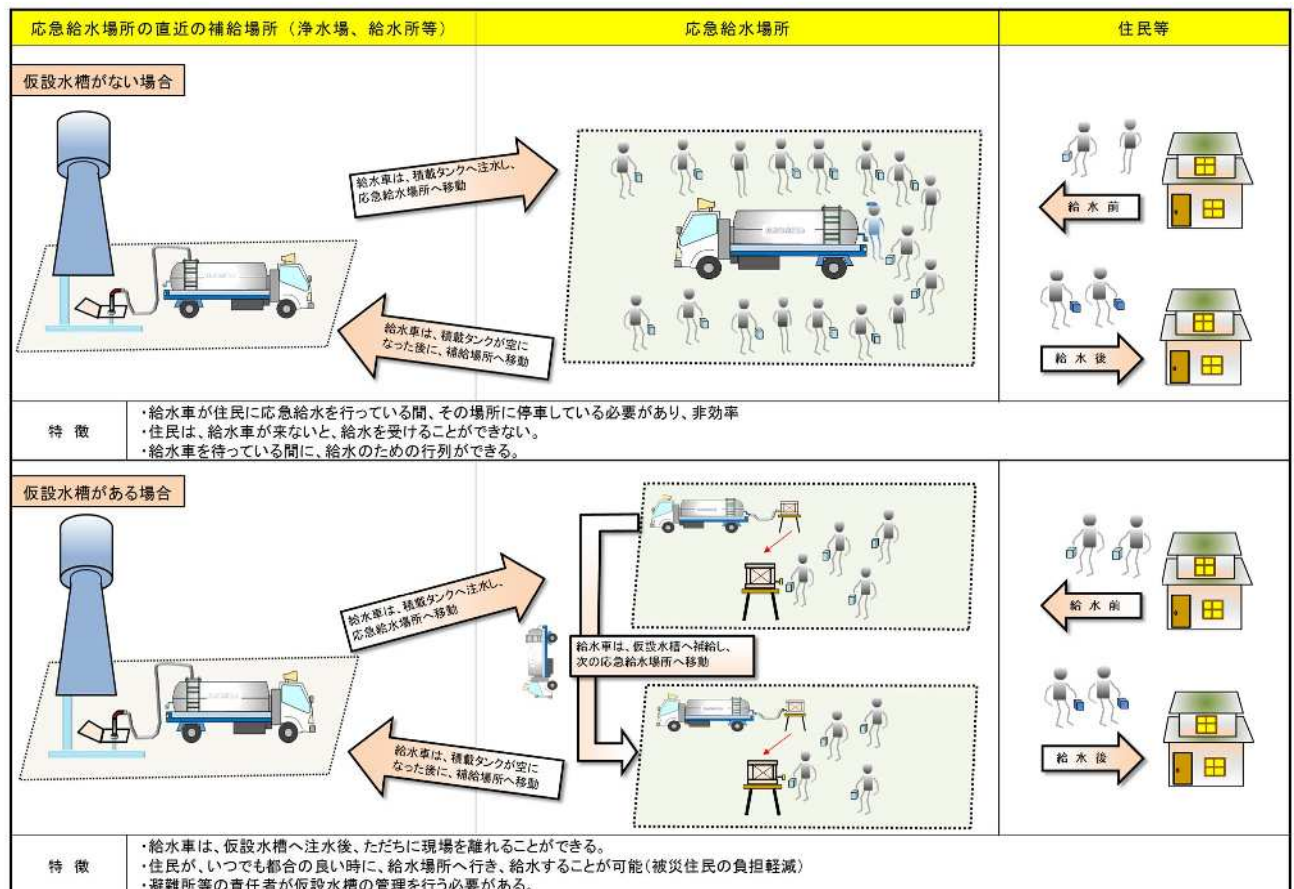 応急給水場所の直近の補給場所（浄水場、給水所等）
応急給水場所
住民等
仮設水槽がない場合
給水車は、積載タンクへ注水し、
応急給水場所へ移動
給水車は、積載タンクが空に
なった後に、補給場所へ移動
給水前
給水後
特 徴
・給水車が住民に応急給水を行っている間、その場所に停車している必要があり、非効率
・住民は、給水車が来ないと、給水を受けることができない。
・給水車を待っている間に、給水のための行列ができる。
仮設水槽がある場合
給水車は、積載タンクへ注水し、
応急給水場所へ移動
給水車は、仮設水槽へ補給し、
次の応急給水場所へ移動
給水車は、積載タンクが空に
なった後に、補給場所へ移動
給水前
給水後
特 徴
・給水車は、仮設水槽へ注水後、ただちに現場を離れることができる。
・住民が、いつでも都合の良い時に、給水場所へ行き、給水することが可能（被災住民の負担軽減）
・避難所等の責任者が仮設水槽の管理を行う必要がある。